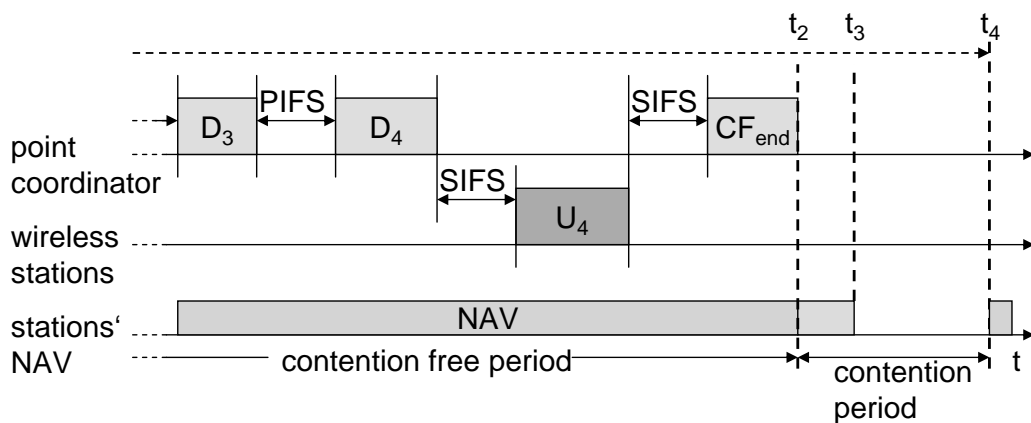 t2 t3 t4
PIFS SIFS
D3 D4 CFend
point
coordinator
SIFS
U4
wireless
stations
stations‘
NAV
NAV
contention free period
t
contention
period